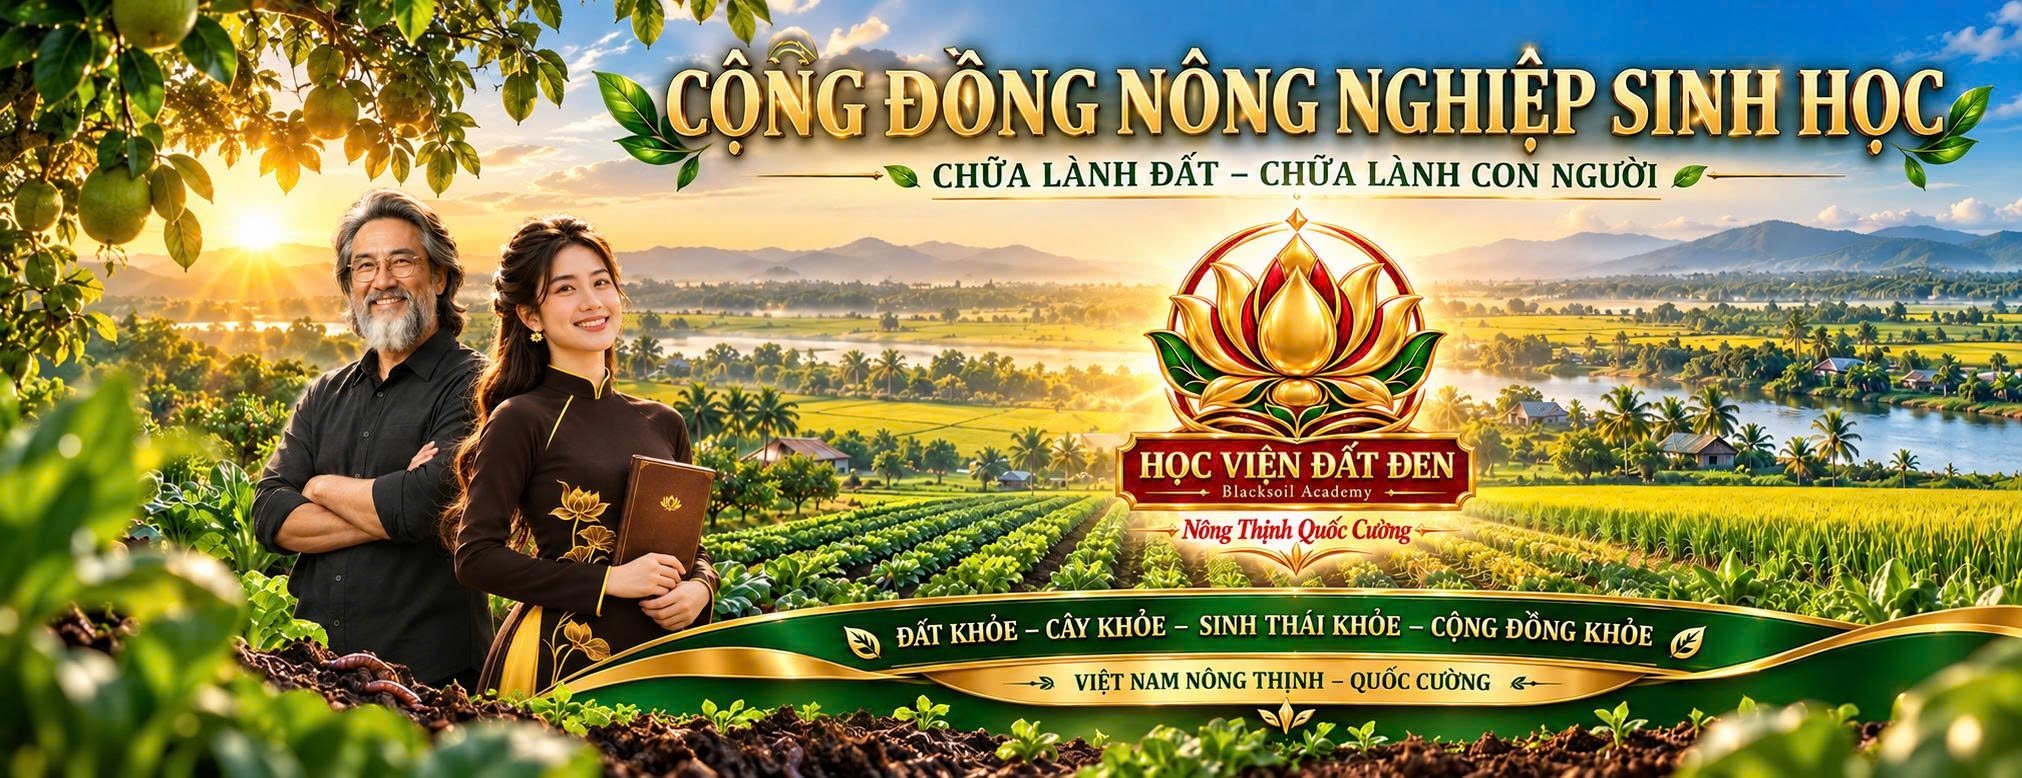 CỘNG ĐỒNG NÔNG NGHIỆP SINH HỌC
CHỮA LÀNH ĐẤT – CHỮA LÀNH CON NGƯỜI
HỌC VIỆN ĐẤT ĐEN
Blacksoil Academy
Nông Thịnh Quốc Cường
ĐẤT KHỎE – CÂY KHỎE – SINH THÁI KHỎE – CỘNG ĐỒNG KHỎE
VIỆT NAM NÔNG THỊNH – QUỐC CƯỜNG